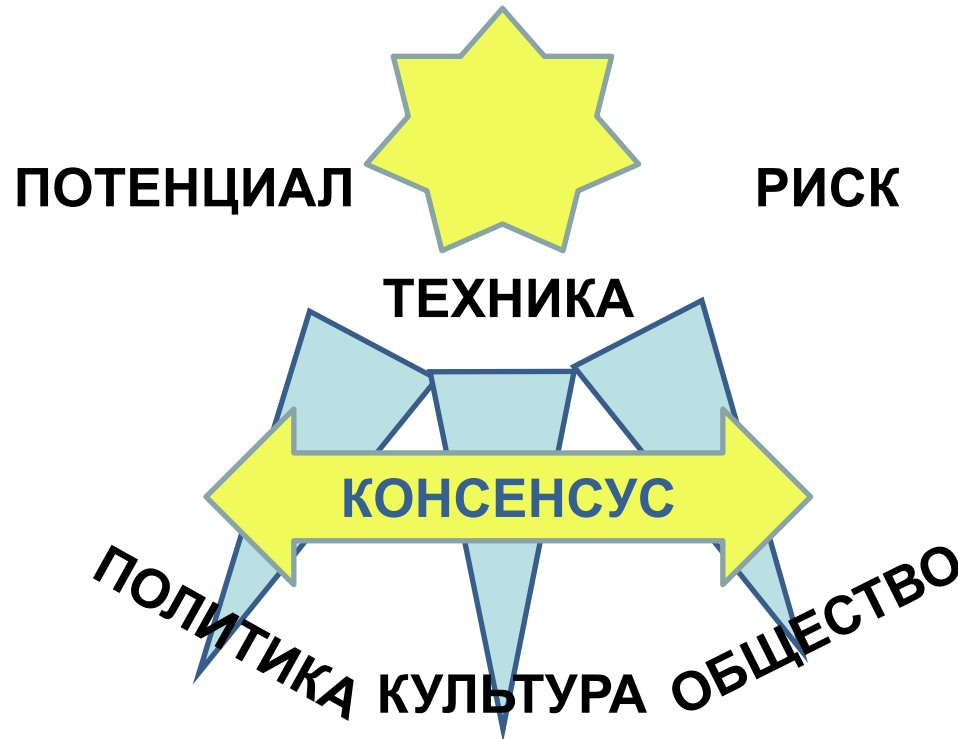 ПОТЕНЦИАЛ
РИСК
ТЕХНИКА
КОНСЕНСУС
ПОЛИТИКА
КУЛЬТУРА
ОБЩЕСТВО